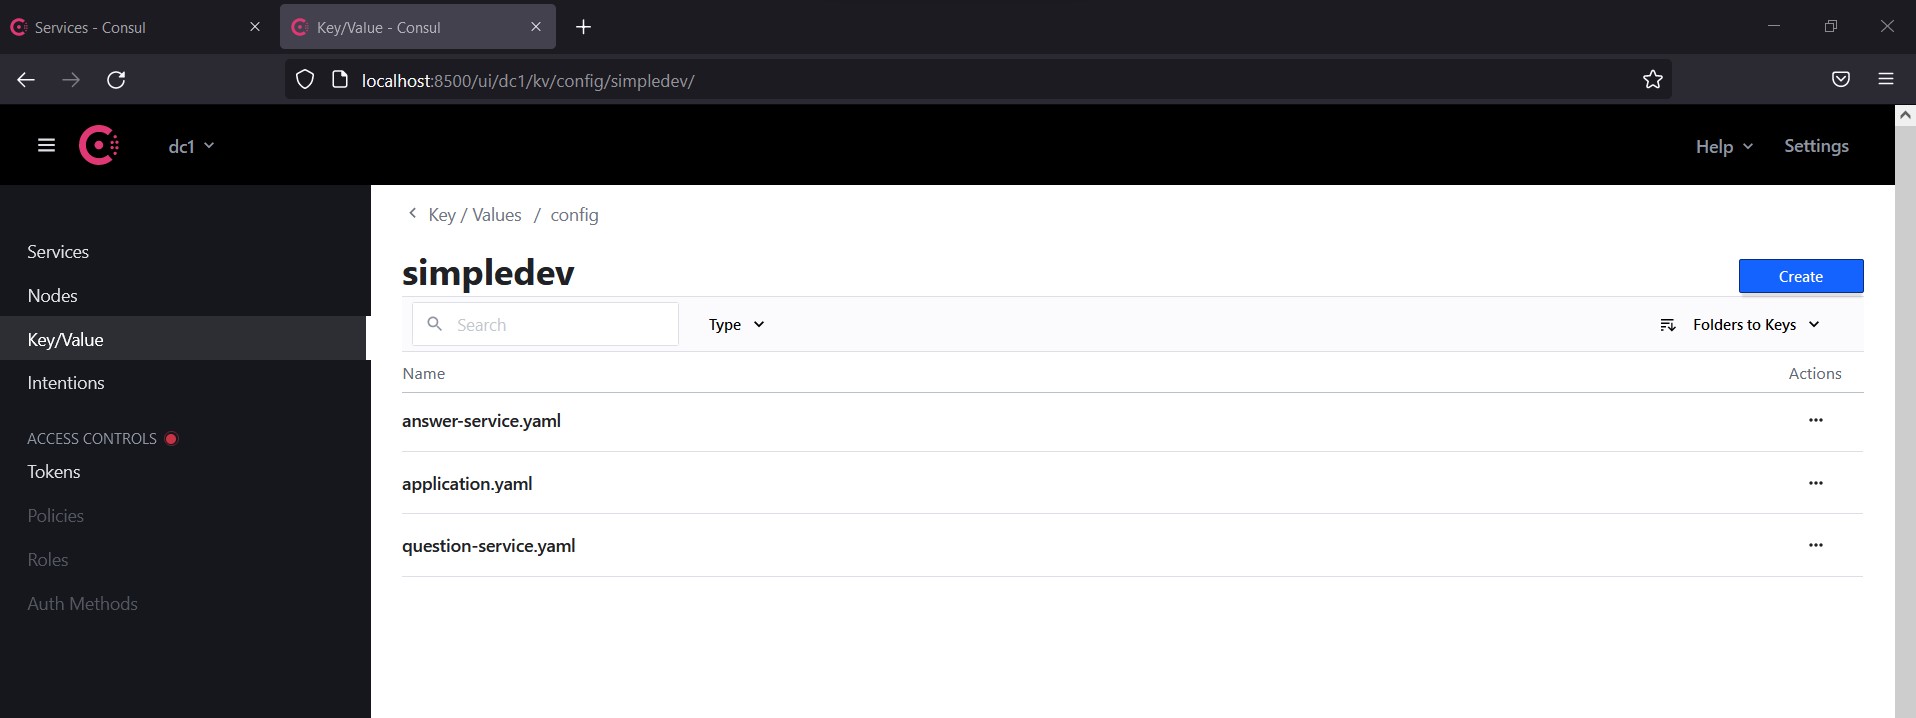 Services - Consul
Key/Value - Consul
localhost:8500/ui/dc1/kv/config/simpledev/
dc1
Help
Settings
Services
Nodes
Key/Value
Intentions
ACCESS CONTROLS
Tokens
Policies
Roles
Auth Methods
Key / Values / config
simpledev
Create
Search
Type
Folders to Keys
Name
Actions
answer-service.yaml
application.yaml
question-service.yaml